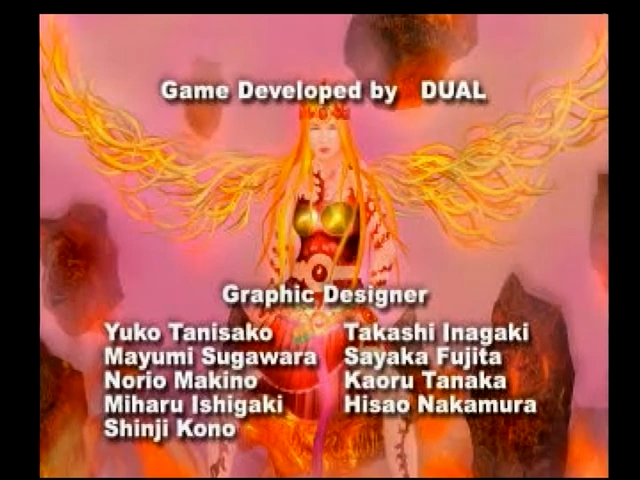 Game Developed by DUAL
Graphic Designer
Yuko Tanisako Takashi Inagaki
Mayumi Sugawara Sayaka Fujita
Norio Makino Kaoru Tanaka
Miharu Ishigaki Hisao Nakamura
Shinji Kono